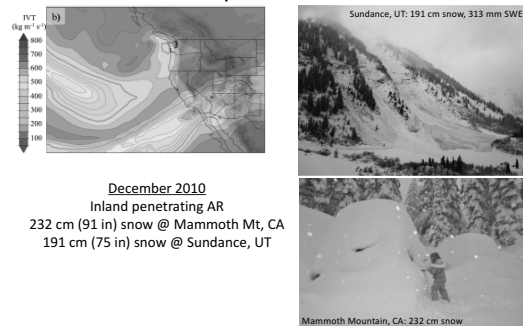 IVT
(kg m⁻¹ s⁻¹)
b)
800
700
600
500
400
300
200
100
Sundance, UT: 191 cm snow, 313 mm SWE
December 2010
Inland penetrating AR
232 cm (91 in) snow @ Mammoth Mt, CA
191 cm (75 in) snow @ Sundance, UT
Mammoth Mountain, CA: 232 cm snow